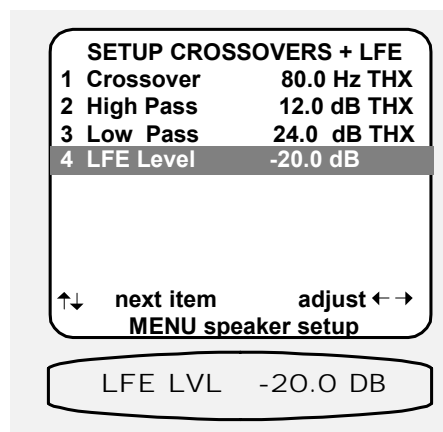 SETUP CROSSOVERS + LFE
1 Crossover 80.0 Hz THX
2 High Pass 12.0 dB THX
3 Low Pass 24.0 dB THX
4 LFE Level -20.0 dB
↑↓ next item adjust ←→
MENU speaker setup
LFE LVL -20.0 DB